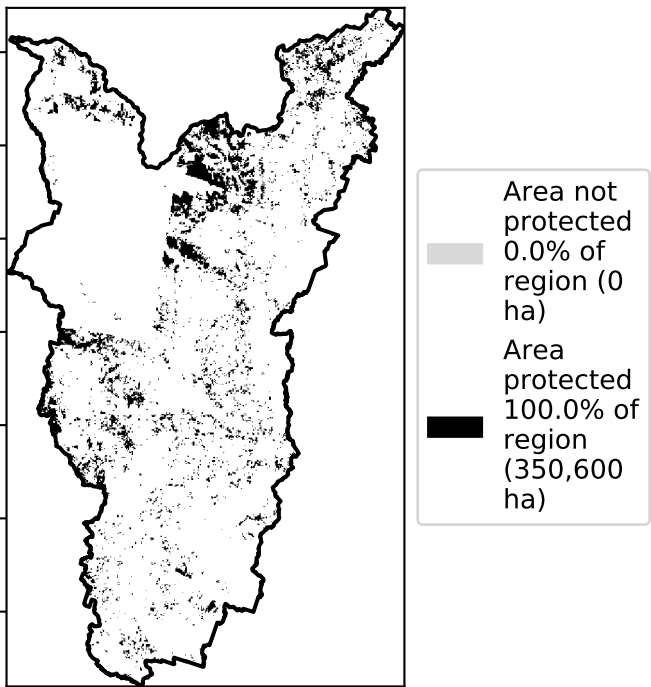 Area not
protected
0.0% of
region (0
ha)
Area
protected
100.0% of
region
(350,600
ha)